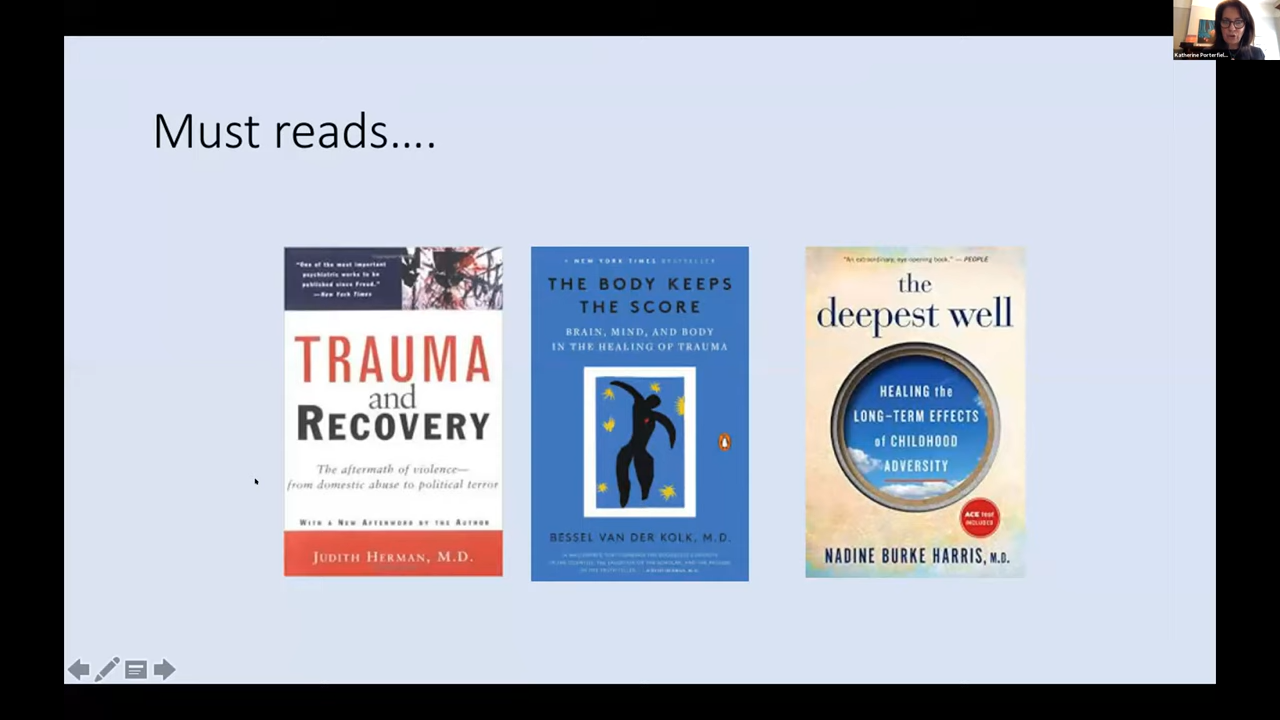 Katherine Porterfiel...
Must reads....
"One of the most important
psychiatric works to be
published since Freud."
—New York Times
TRAUMA
and
RECOVERY
The aftermath of violence—
from domestic abuse to political terror
WITH A NEW AFTERWORD BY THE AUTHOR
JUDITH HERMAN, M.D.
A NEW YORK TIMES BESTSELLER
THE BODY KEEPS
THE SCORE
BRAIN, MIND, AND BODY
IN THE HEALING OF TRAUMA
BESSEL VAN DER KOLK, M.D.
"An extraordinary, eye-opening book." — PEOPLE
the
deepest well
HEALING the
LONG-TERM EFFECTS
of CHILDHOOD
ADVERSITY
ACE test
INCLUDED
NADINE BURKE HARRIS, M.D.